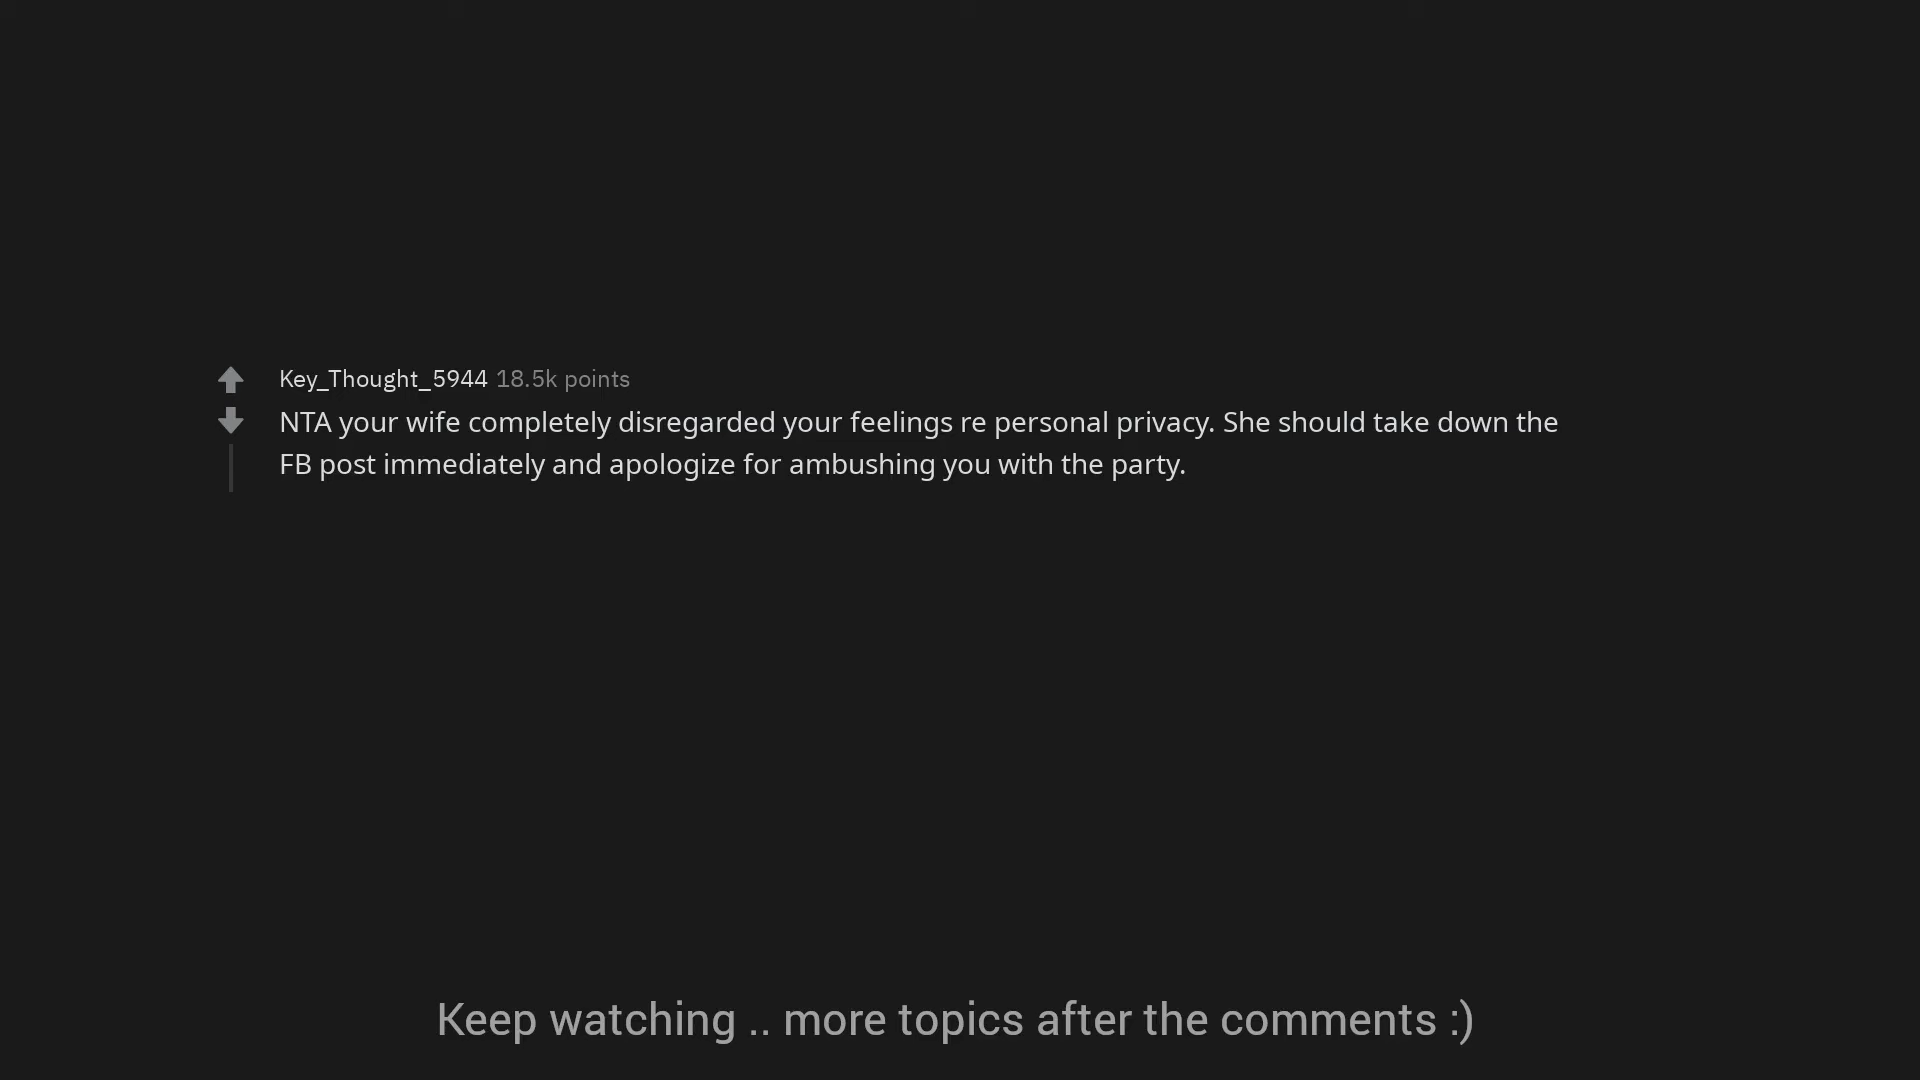 Key_Thought_5944 18.5k points
NTA your wife completely disregarded your feelings re personal privacy. She should take down the
FB post immediately and apologize for ambushing you with the party.
Keep watching .. more topics after the comments :)